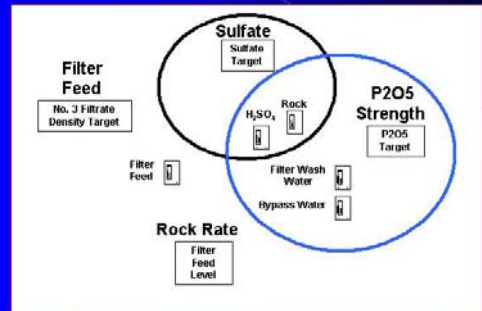 Sulfate
Sulfate
Target
Filter
Feed
No. 3 Filtrate
Density Target
P2O5
Strength
P2O5
Target
H₂SO₄
Rock
Filter
Feed
Filter Wash
Water
Bypass Water
Rock Rate
Filter
Feed
Level